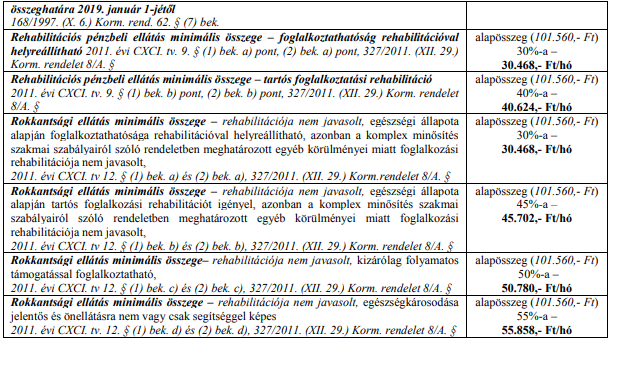 összeghatára 2019. január 1-jétől
168/1997. (X. 6.) Korm. rend. 62. § (7) bek.
Rehabilitációs pénzbeli ellátás minimális összege – foglalkoztathatóság rehabilitációval
helyreállítható 2011. évi CXCI. tv. 9. § (1) bek. a) pont, (2) bek. a) pont, 327/2011. (XII. 29.)
Korm. rendelet 8/A. §
alapösszeg (101.560,- Ft)
30%-a –
30.468,- Ft/hó
Rehabilitációs pénzbeli ellátás minimális összege – tartós foglalkoztatási rehabilitáció
2011. évi CXCI. tv. 9. § (1) bek. b) pont, (2) bek. b) pont, 327/2011. (XII. 29.) Korm. rendelet
8/A. §
alapösszeg (101.560,- Ft)
40%-a –
40.624,- Ft/hó
Rokkantsági ellátás minimális összege – rehabilitációja nem javasolt, egészségi állapota
alapján foglalkoztathatósága rehabilitációval helyreállítható, azonban a komplex minősítés
szakmai szabályairól szóló rendeletben meghatározott egyéb körülményei miatt foglalkozási
rehabilitációja nem javasolt,
2011. évi CXCI. tv 12. § (1) bek. a) és (2) bek. a), 327/2011. (XII. 29.) Korm.rendelet 8/A. §
alapösszeg (101.560,- Ft)
30%-a –
30.468,- Ft/hó
Rokkantsági ellátás minimális összege – rehabilitációja nem javasolt, egészségi állapota
alapján tartós foglalkozási rehabilitációt igényel, azonban a komplex minősítés szakmai
szabályairól szóló rendeletben meghatározott egyéb körülményei miatt foglalkozási
rehabilitációja nem javasolt,
2011. évi CXCI. tv 12. § (1) bek. b) és (2) bek. b), 327/2011. (XII. 29.) Korm. rendelet 8/A. §
alapösszeg (101.560,- Ft)
45%-a –
45.702,- Ft/hó
Rokkantsági ellátás minimális összege– rehabilitációja nem javasolt, kizárólag folyamatos
támogatással foglalkoztatható,
2011. évi CXCI. tv 12. § (1) bek. c) és (2) bek. c), 327/2011. (XII. 29.) Korm. rendelet 8/A. §
alapösszeg (101.560,- Ft)
50%-a –
50.780,- Ft/hó
Rokkantsági ellátás minimális összege – rehabilitációja nem javasolt, egészségkárosodása
jelentős és önellátásra nem vagy csak segítséggel képes
2011. évi CXCI. tv. 12. § (1) bek. d) és (2) bek. d), 327/2011. (XII. 29.) Korm. rendelet 8/A. §
alapösszeg (101.560,- Ft)
55%-a –
55.858,- Ft/hó